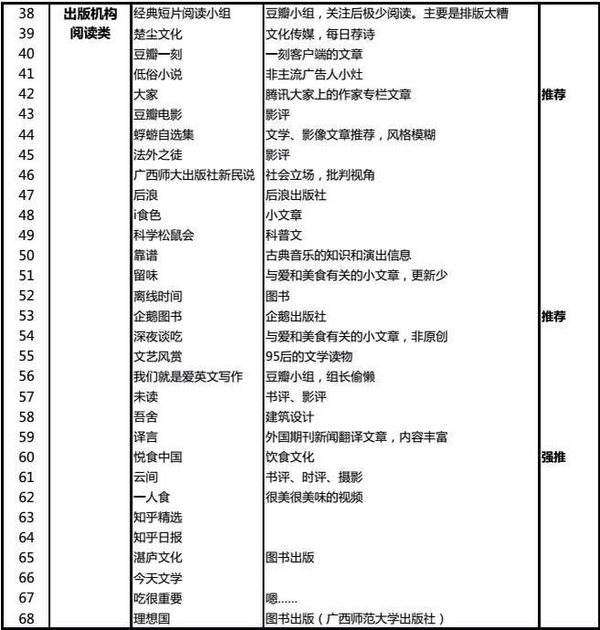 38 出版机构 经典短片阅读小组 豆瓣小组，关注后极少阅读。主要是排版太糟
39 阅读类 楚尘文化 文化传媒，每日荐诗
40 豆瓣一刻 一刻客户端的文章
41 低俗小说 非主流广告人小灶
42 大家 腾讯大家上的作家专栏文章 推荐
43 豆瓣电影 影评
44 蜉蝣自选集 文学、影像文章推荐，风格模糊
45 法外之徒 影评
46 广西师大出版社新民说 社会立场，批判视角
47 后浪 后浪出版社
48 i食色 小文章
49 科学松鼠会 科普文
50 靠谱 古典音乐的知识和演出信息
51 留味 与爱和美食有关的小文章，更新少
52 离线时间 图书
53 企鹅图书 企鹅出版社 推荐
54 深夜谈吃 与爱和美食有关的小文章，非原创
55 文艺风赏 95后的文学读物
56 我们就是爱英文写作 豆瓣小组，组长偷懒
57 未读 书评、影评
58 吾舍 建筑设计
59 译言 外国期刊新闻翻译文章，内容丰富
60 悦食中国 饮食文化 强推
61 云间 书评、时评、摄影
62 一人食 很美很美味的视频
63 知乎精选
64 知乎日报
65 湛庐文化 图书出版
66 今天文学
67 吃很重要 嗯……
68 理想国 图书出版（广西师范大学出版社）